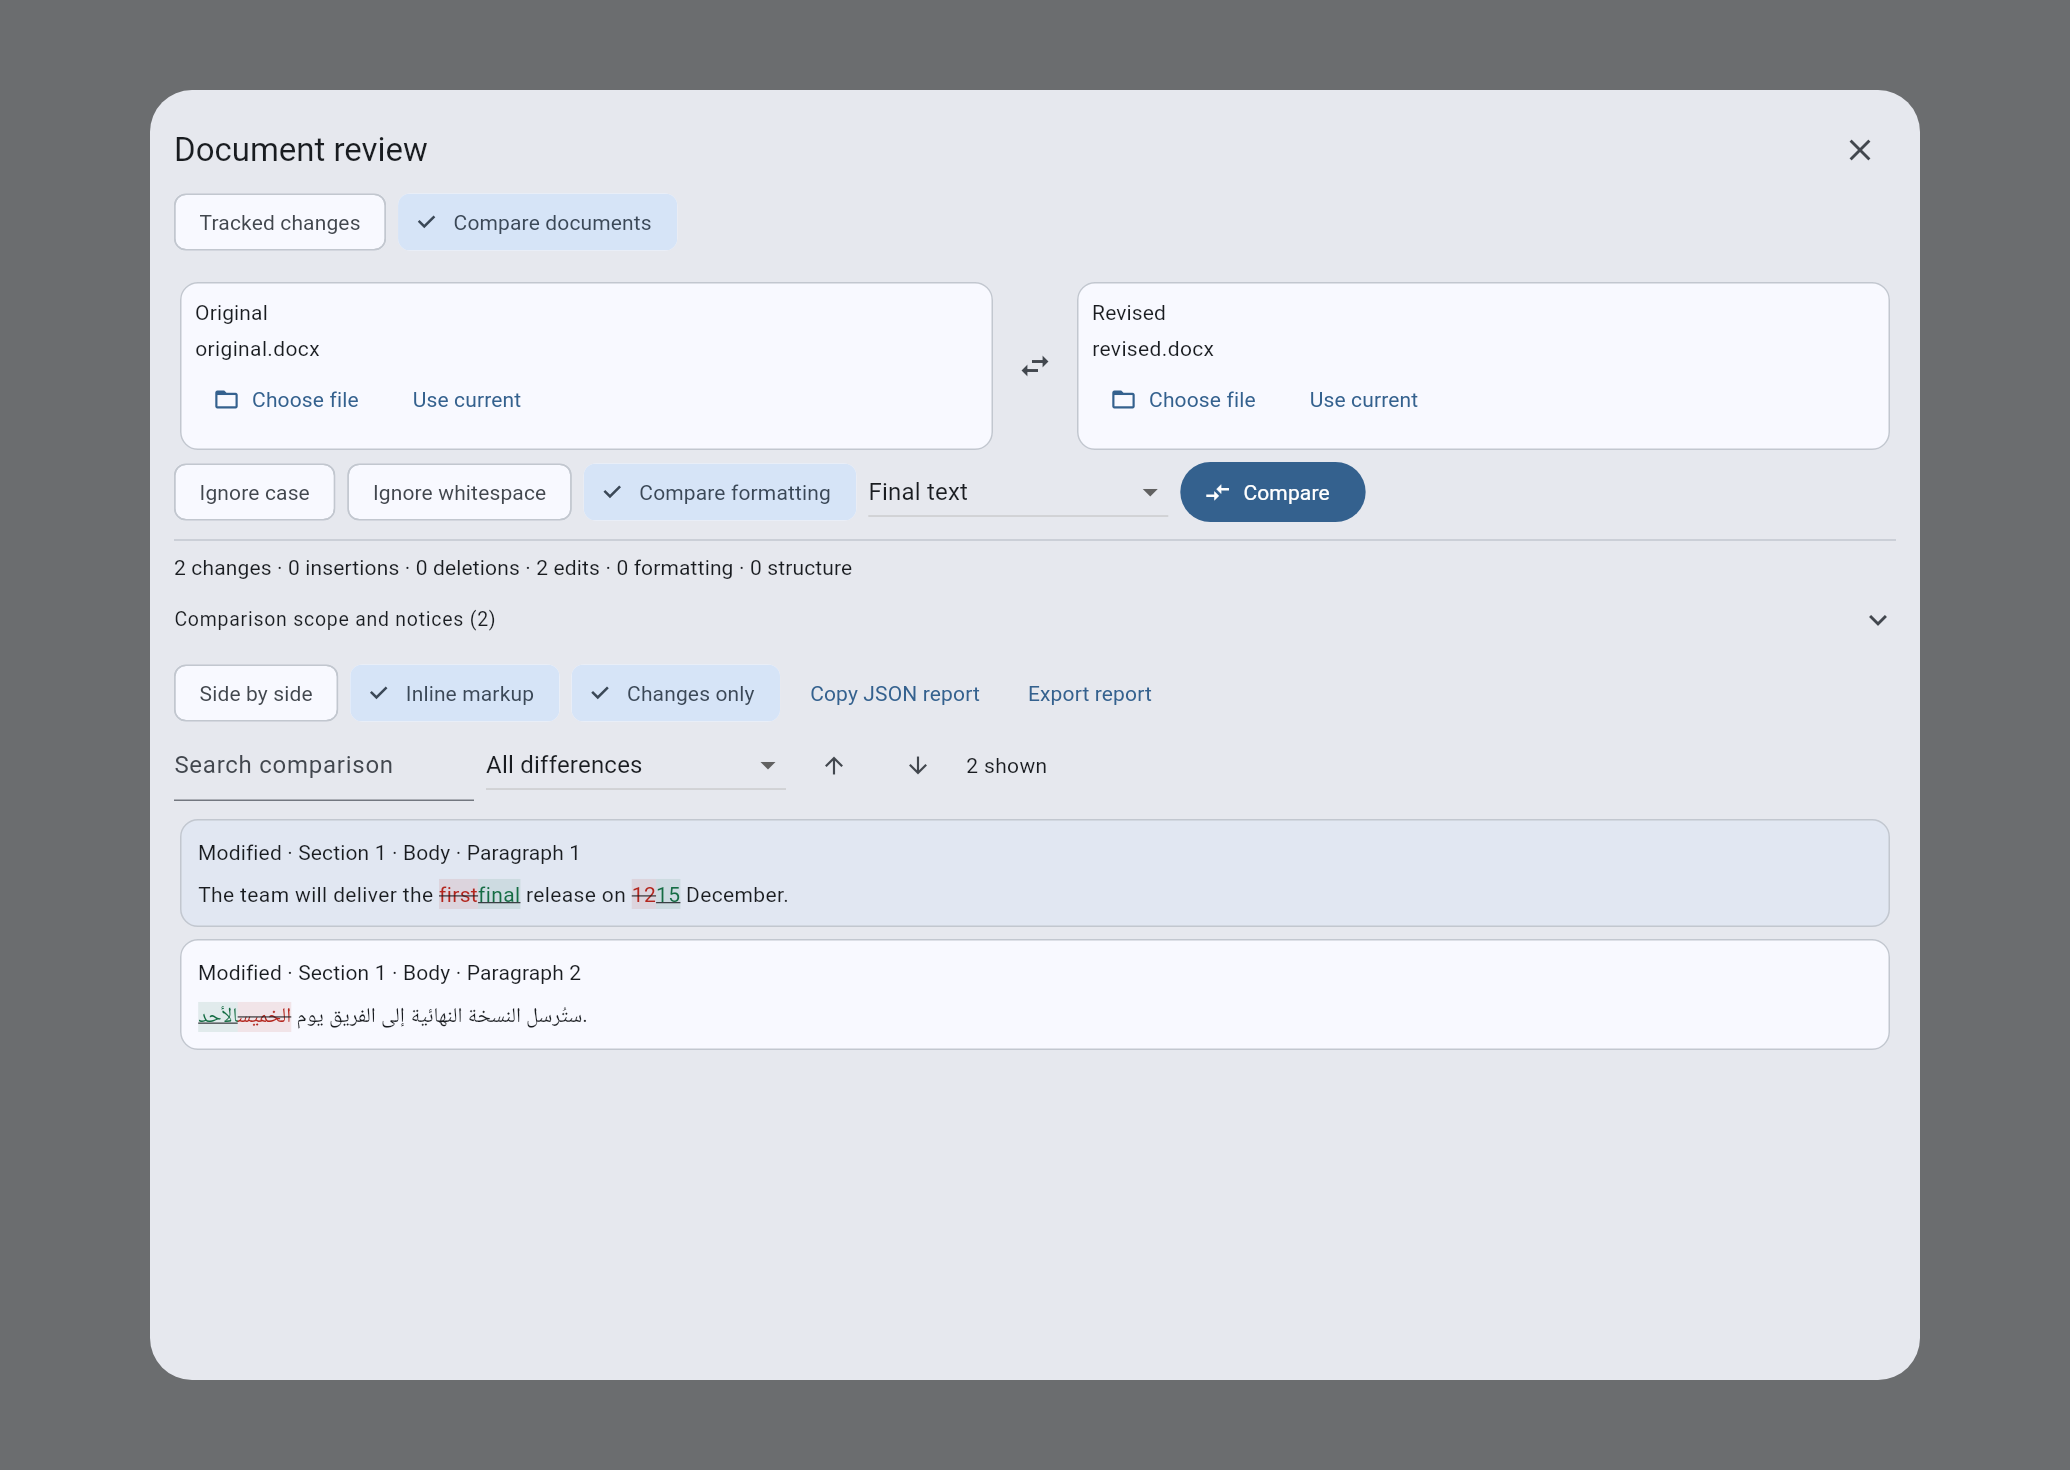 Document review
Tracked changes
Compare documents
Original
original.docx
Choose file
Use current
Revised
revised.docx
Choose file
Use current
Ignore case
Ignore whitespace
Compare formatting
Final text
Compare
2 changes · 0 insertions · 0 deletions · 2 edits · 0 formatting · 0 structure
Comparison scope and notices (2)
Side by side
Inline markup
Changes only
Copy JSON report
Export report
Search comparison
All differences
2 shown
Modified · Section 1 · Body · Paragraph 1
The team will deliver the firstfinal release on 1215 December.
Modified · Section 1 · Body · Paragraph 2
ستُرسل النسخة النهائية إلى الفريق يوم الخميسالأحد.